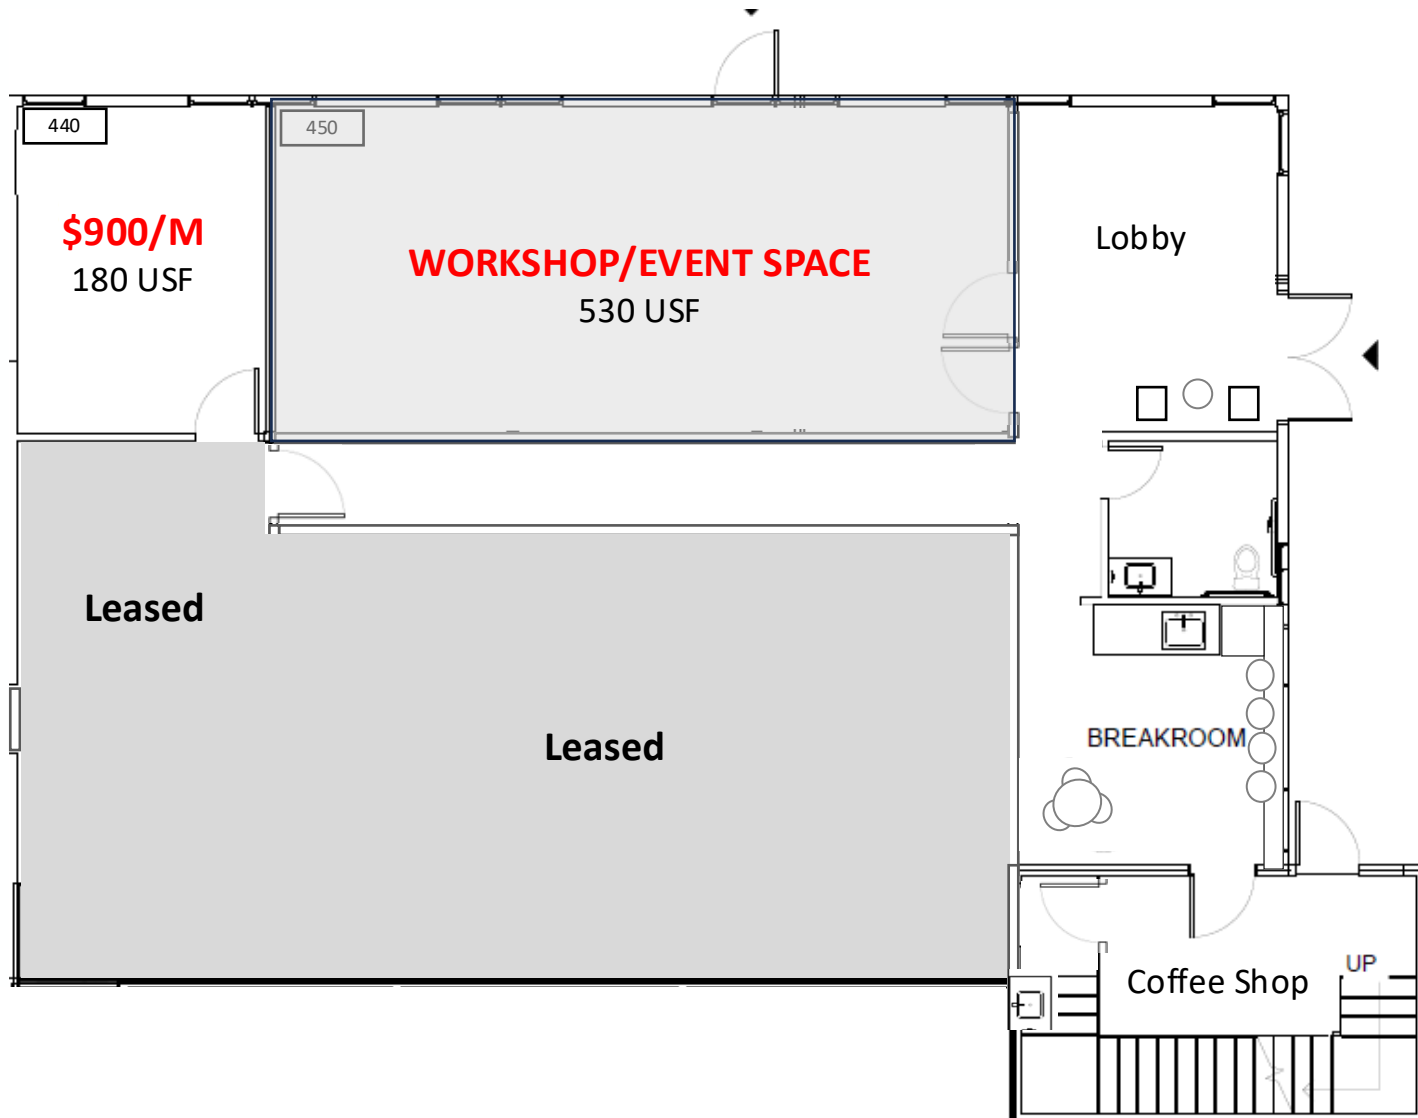 440
450
$900/M
180 USF
WORKSHOP/EVENT SPACE
530 USF
Lobby
Leased
Leased
BREAKROOM
Coffee Shop
UP